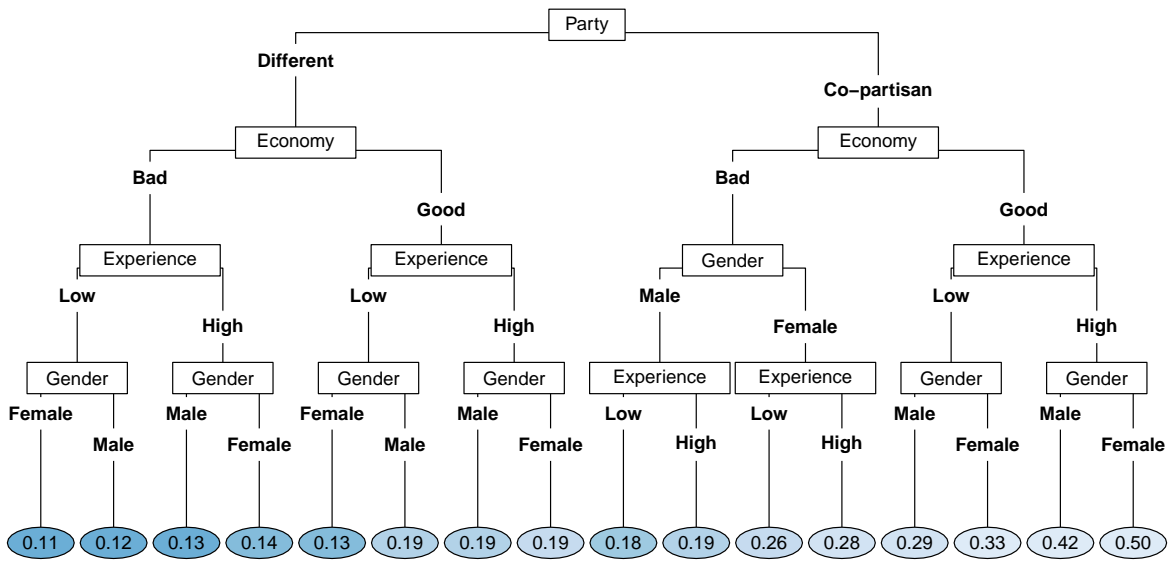 Party
Different
Co−partisan
Economy Economy
Bad Bad
Good Good
Experience Experience Gender Experience
Low Low Male Low
High High Female High
Gender Gender Gender Gender Experience Experience Gender Gender
Female Male Female Male Low Low Male Male
Male Female Male Female High High Female Female
0.11 0.12 0.13 0.14 0.13 0.19 0.19 0.19 0.18 0.19 0.26 0.28 0.29 0.33 0.42 0.50